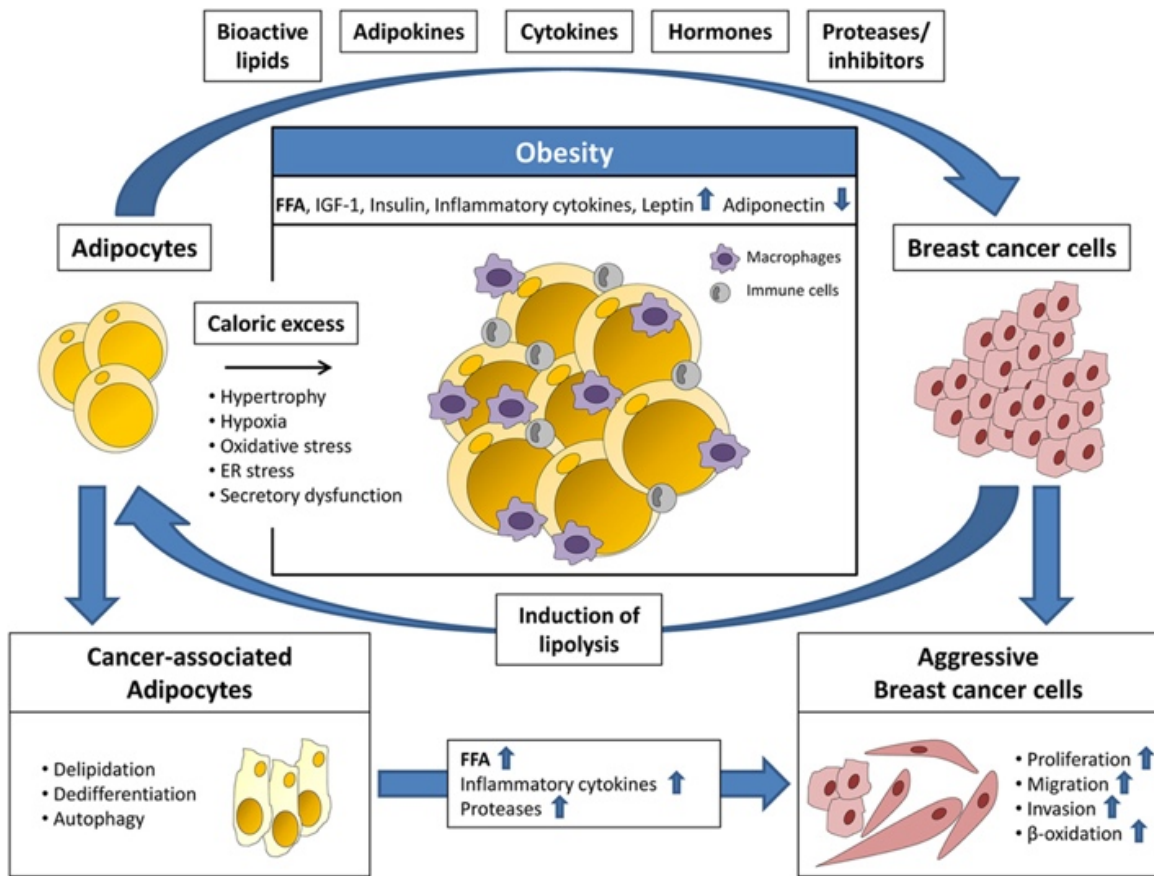 Bioactive
lipids
Adipokines
Cytokines
Hormones
Proteases/
inhibitors
Obesity
FFA, IGF-1, Insulin, Inflammatory cytokines, Leptin Adiponectin
Adipocytes
Breast cancer cells
Macrophages
Immune cells
Caloric excess
• Hypertrophy
• Hypoxia
• Oxidative stress
• ER stress
• Secretory dysfunction
Induction of
lipolysis
Cancer-associated
Adipocytes
• Delipidation
• Dedifferentiation
• Autophagy
FFA
Inflammatory cytokines
Proteases
Aggressive
Breast cancer cells
• Proliferation
• Migration
• Invasion
• β-oxidation